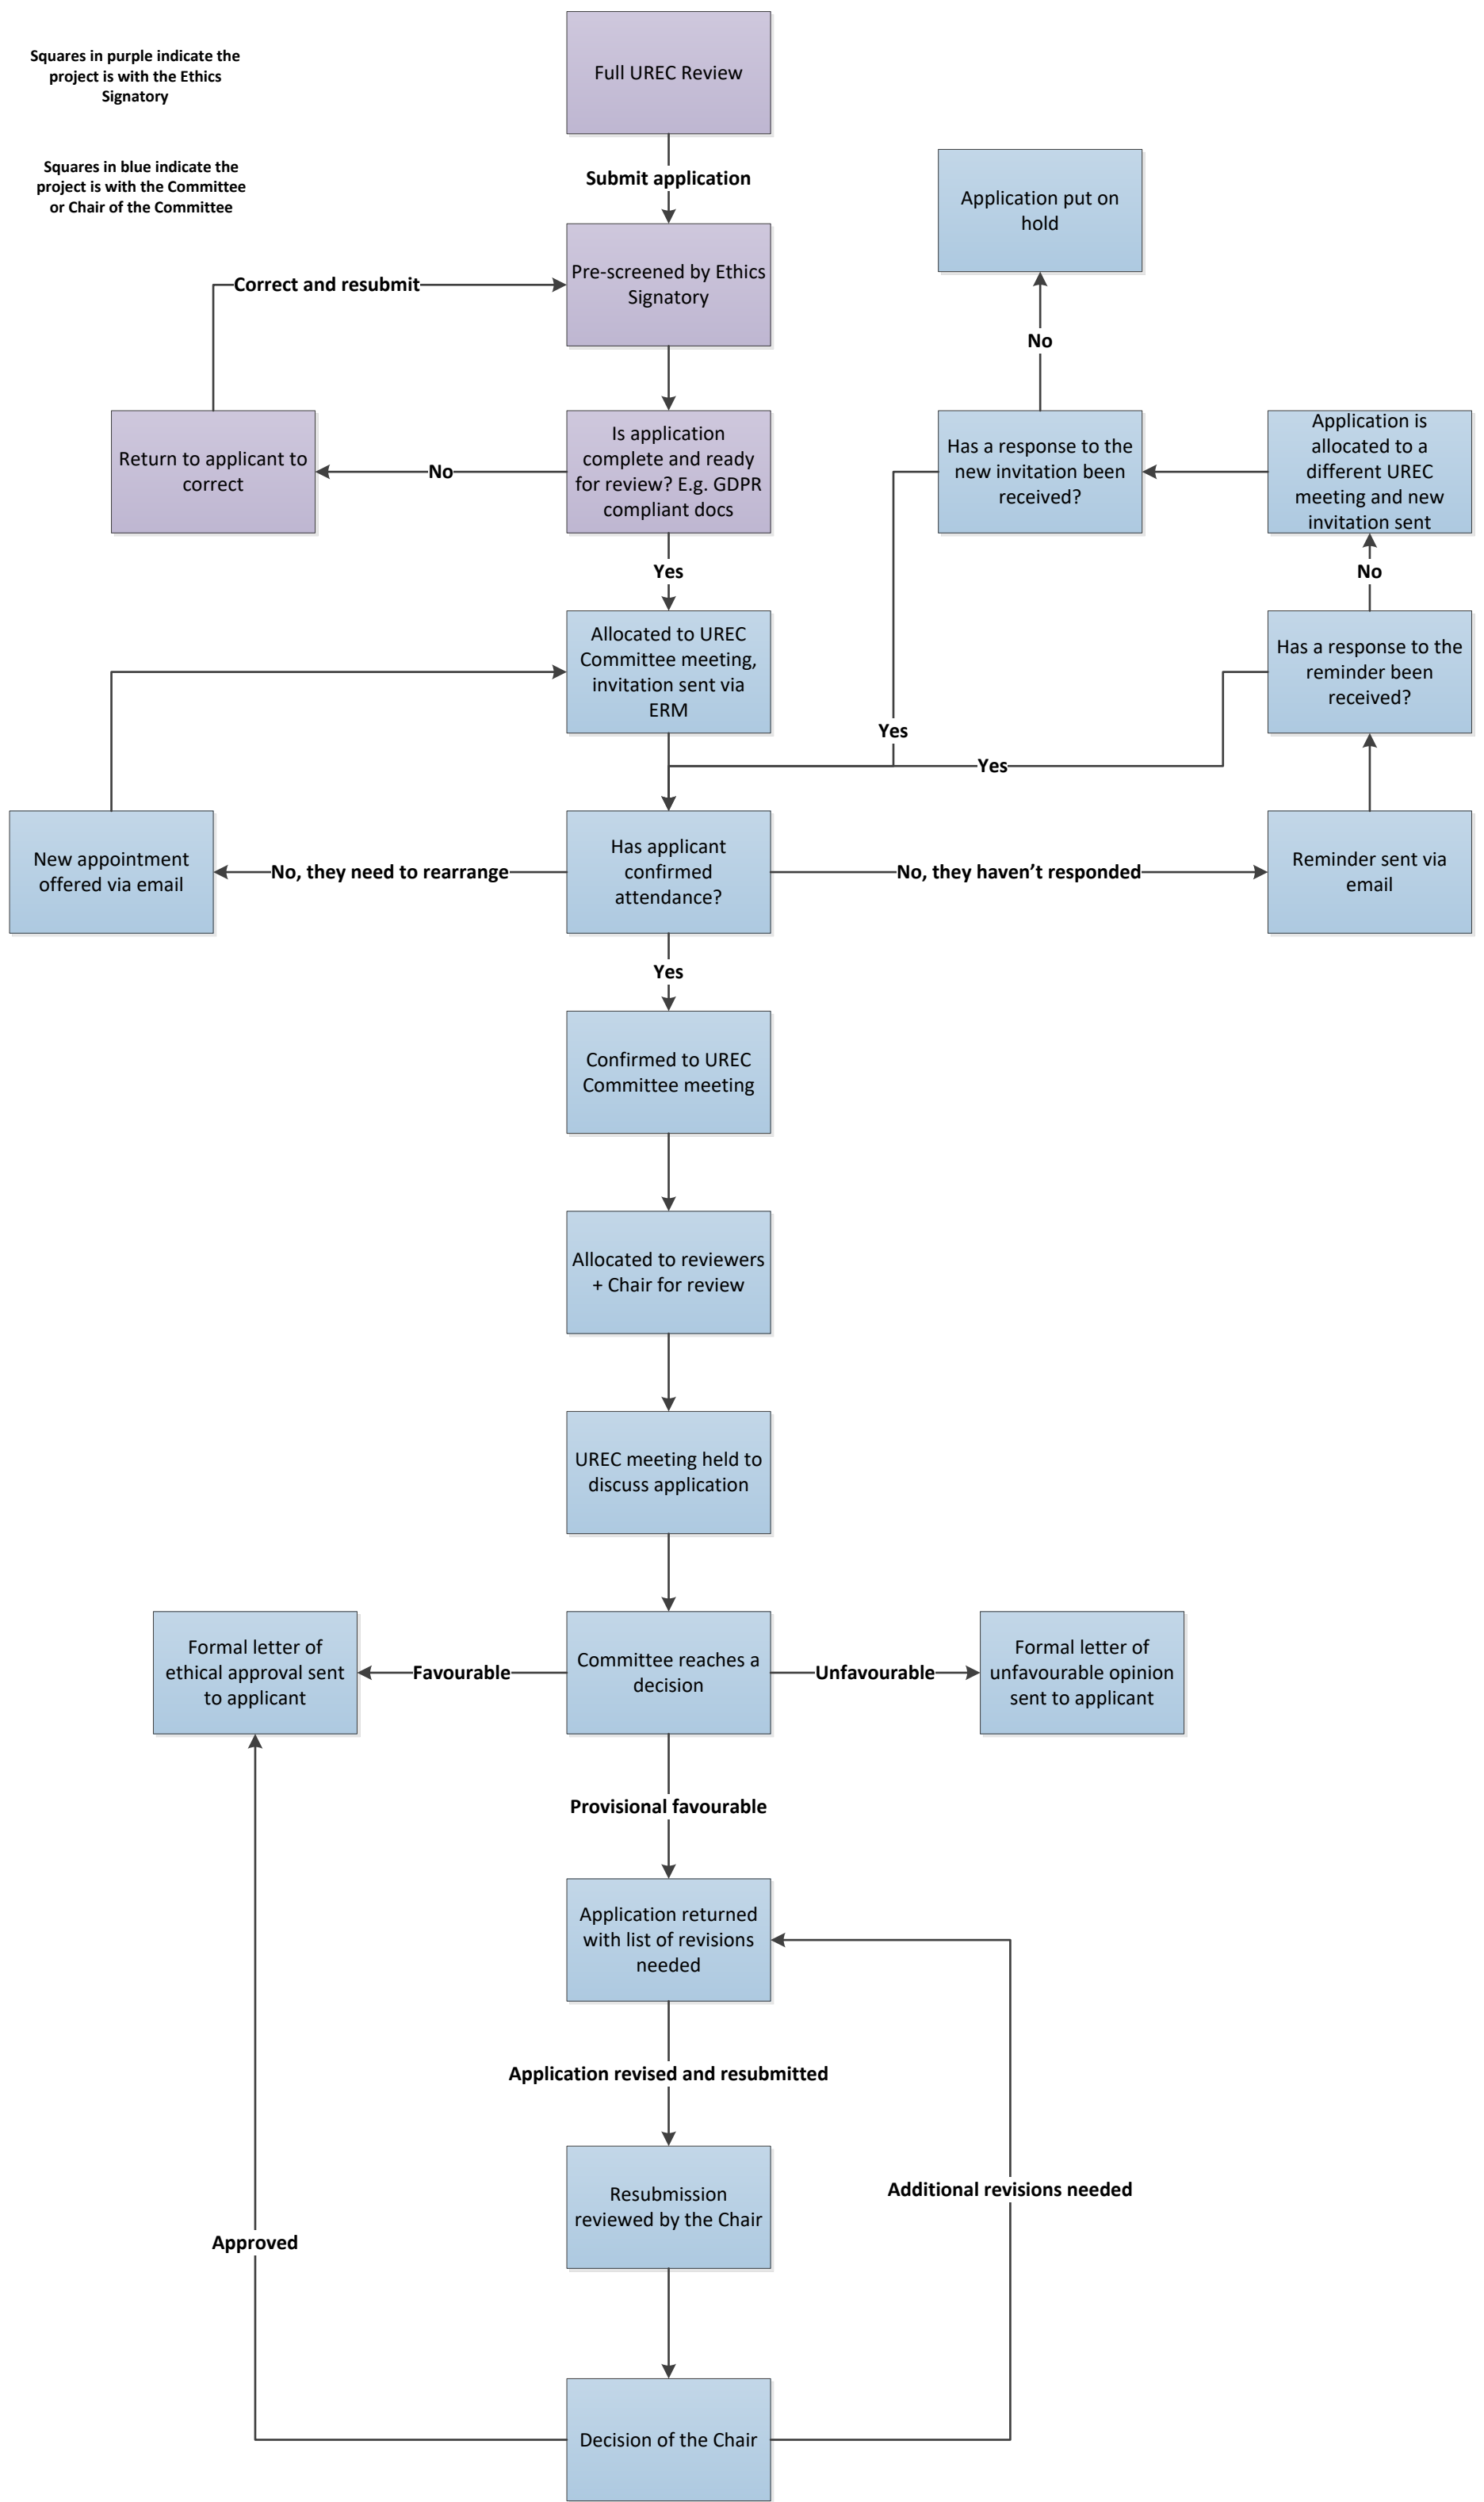 Squares in purple indicate the
project is with the Ethics
Signatory
Full UREC Review
Squares in blue indicate the
project is with the Committee
or Chair of the Committee
Submit application
Application put on
hold
Correct and resubmit
Pre-screened by Ethics
Signatory
No
Return to applicant to
correct
No
Is application
complete and ready
for review? E.g. GDPR
compliant docs
Has a response to the
new invitation been
received?
Application is
allocated to a
different UREC
meeting and new
invitation sent
Yes
No
Allocated to UREC
Committee meeting,
invitation sent via
ERM
Has a response to the
reminder been
received?
Yes
Yes
New appointment
offered via email
No, they need to rearrange
Has applicant
confirmed
attendance?
No, they haven’t responded
Reminder sent via
email
Yes
Confirmed to UREC
Committee meeting
Allocated to reviewers
+ Chair for review
UREC meeting held to
discuss application
Formal letter of
ethical approval sent
to applicant
Favourable
Committee reaches a
decision
Unfavourable
Formal letter of
unfavourable opinion
sent to applicant
Provisional favourable
Application returned
with list of revisions
needed
Application revised and resubmitted
Resubmission
reviewed by the Chair
Additional revisions needed
Approved
Decision of the Chair